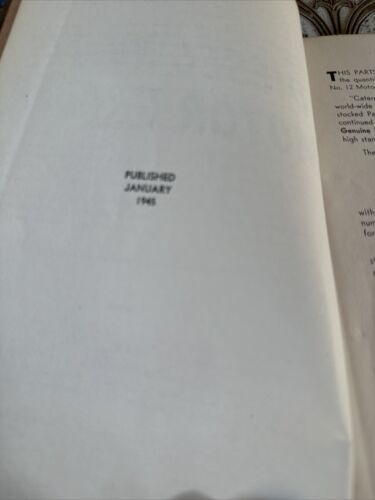 PUBLISHED
JANUARY
1945
THIS PARTS
the quanti
No. 12 Moto
"Cater
world-wide
stocked Pa
continued
Genuine
high stan
The
with
num
for